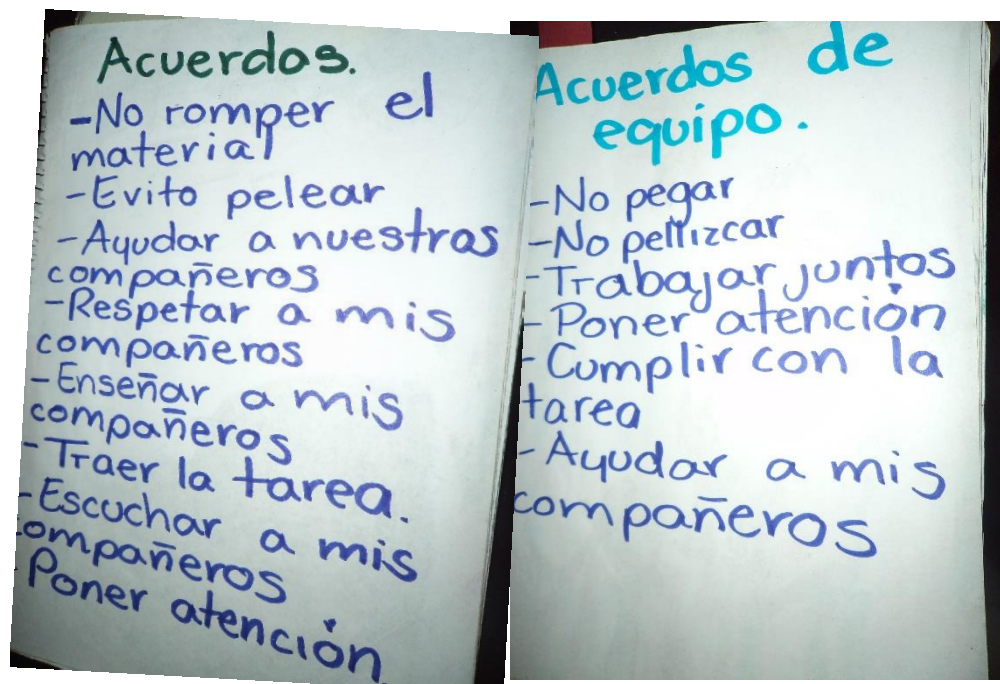 Acuerdos.
-No romper el
material
-Evito pelear
-Ayudar a nuestros
compañeros
-Respetar a mis
compañeros
-Enseñar a mis
compañeros
-Traer la tarea.
-Escuchar a mis
compañeros
-Poner atención
Acuerdos de
equipo.
-No pegar
-No pellizcar
-Trabajar juntos
-Poner atención
-Cumplir con la
tarea
-Ayudar a mis
compañeros